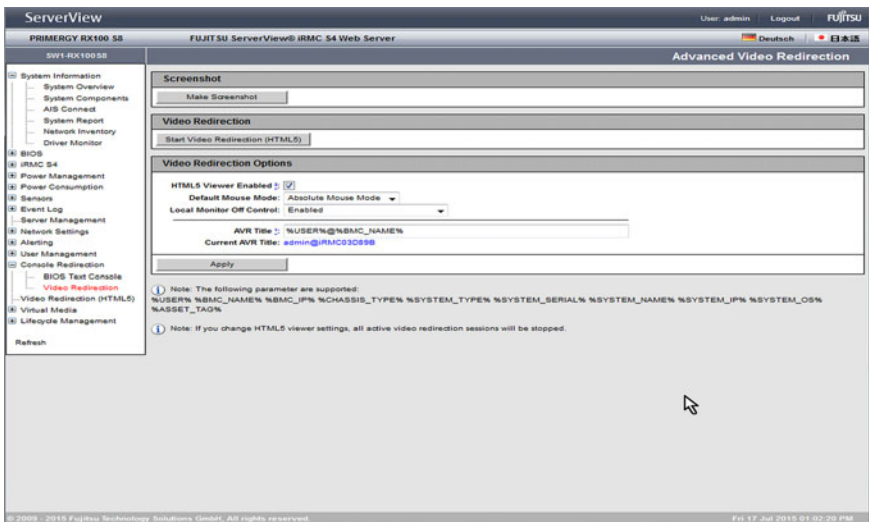 ServerView
User: admin Logout FUJITSU
PRIMERGY RX100 S8 FUJITSU ServerView® iRMC S4 Web Server Deutsch 日本語
SW1-RX100S8 Advanced Video Redirection
System Information
System Overview
System Components
AIS Connect
System Report
Network Inventory
Driver Monitor
BIOS
iRMC S4
Power Management
Power Consumption
Sensors
Event Log
Server Management
Network Settings
Alerting
User Management
Console Redirection
BIOS Text Console
Video Redirection
Video Redirection (HTML5)
Virtual Media
Lifecycle Management
Refresh
Screenshot
Make Screenshot
Video Redirection
Start Video Redirection (HTML5)
Video Redirection Options
HTML5 Viewer Enabled :
Default Mouse Mode: Absolute Mouse Mode
Local Monitor Off Control: Enabled
AVR Title : %USER%@%BMC_NAME%
Current AVR Title: admin@iRMC03D89B
Apply
Note: The following parameter are supported:
%USER% %BMC_NAME% %BMC_IP% %CHASSIS_TYPE% %SYSTEM_TYPE% %SYSTEM_SERIAL% %SYSTEM_NAME% %SYSTEM_IP% %SYSTEM_OS%
%ASSET_TAG%
Note: If you change HTML5 viewer settings, all active video redirection sessions will be stopped.
© 2009 - 2015 Fujitsu Technology Solutions GmbH. All rights reserved. Fri 17 Jul 2015 01:02:20 PM